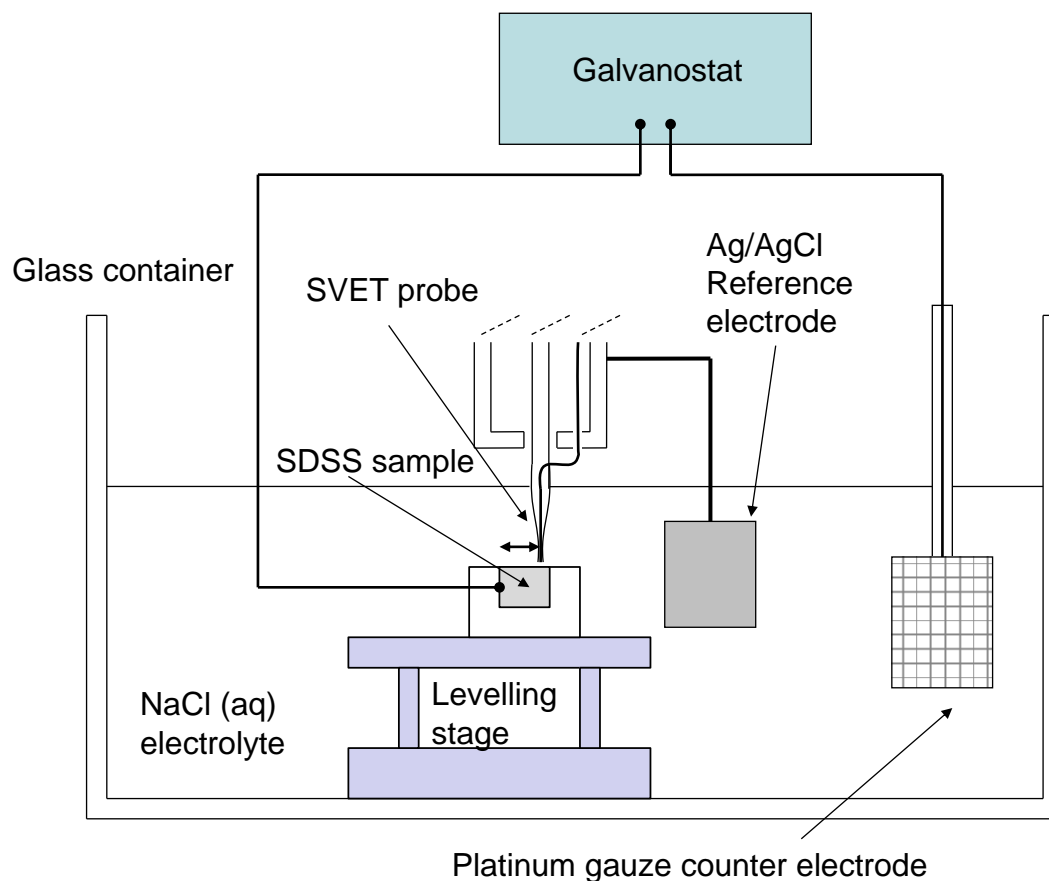 Galvanostat
Glass container
SVET probe
Ag/AgCl
Reference
electrode
SDSS sample
NaCl (aq)
electrolyte
Levelling
stage
Platinum gauze counter electrode